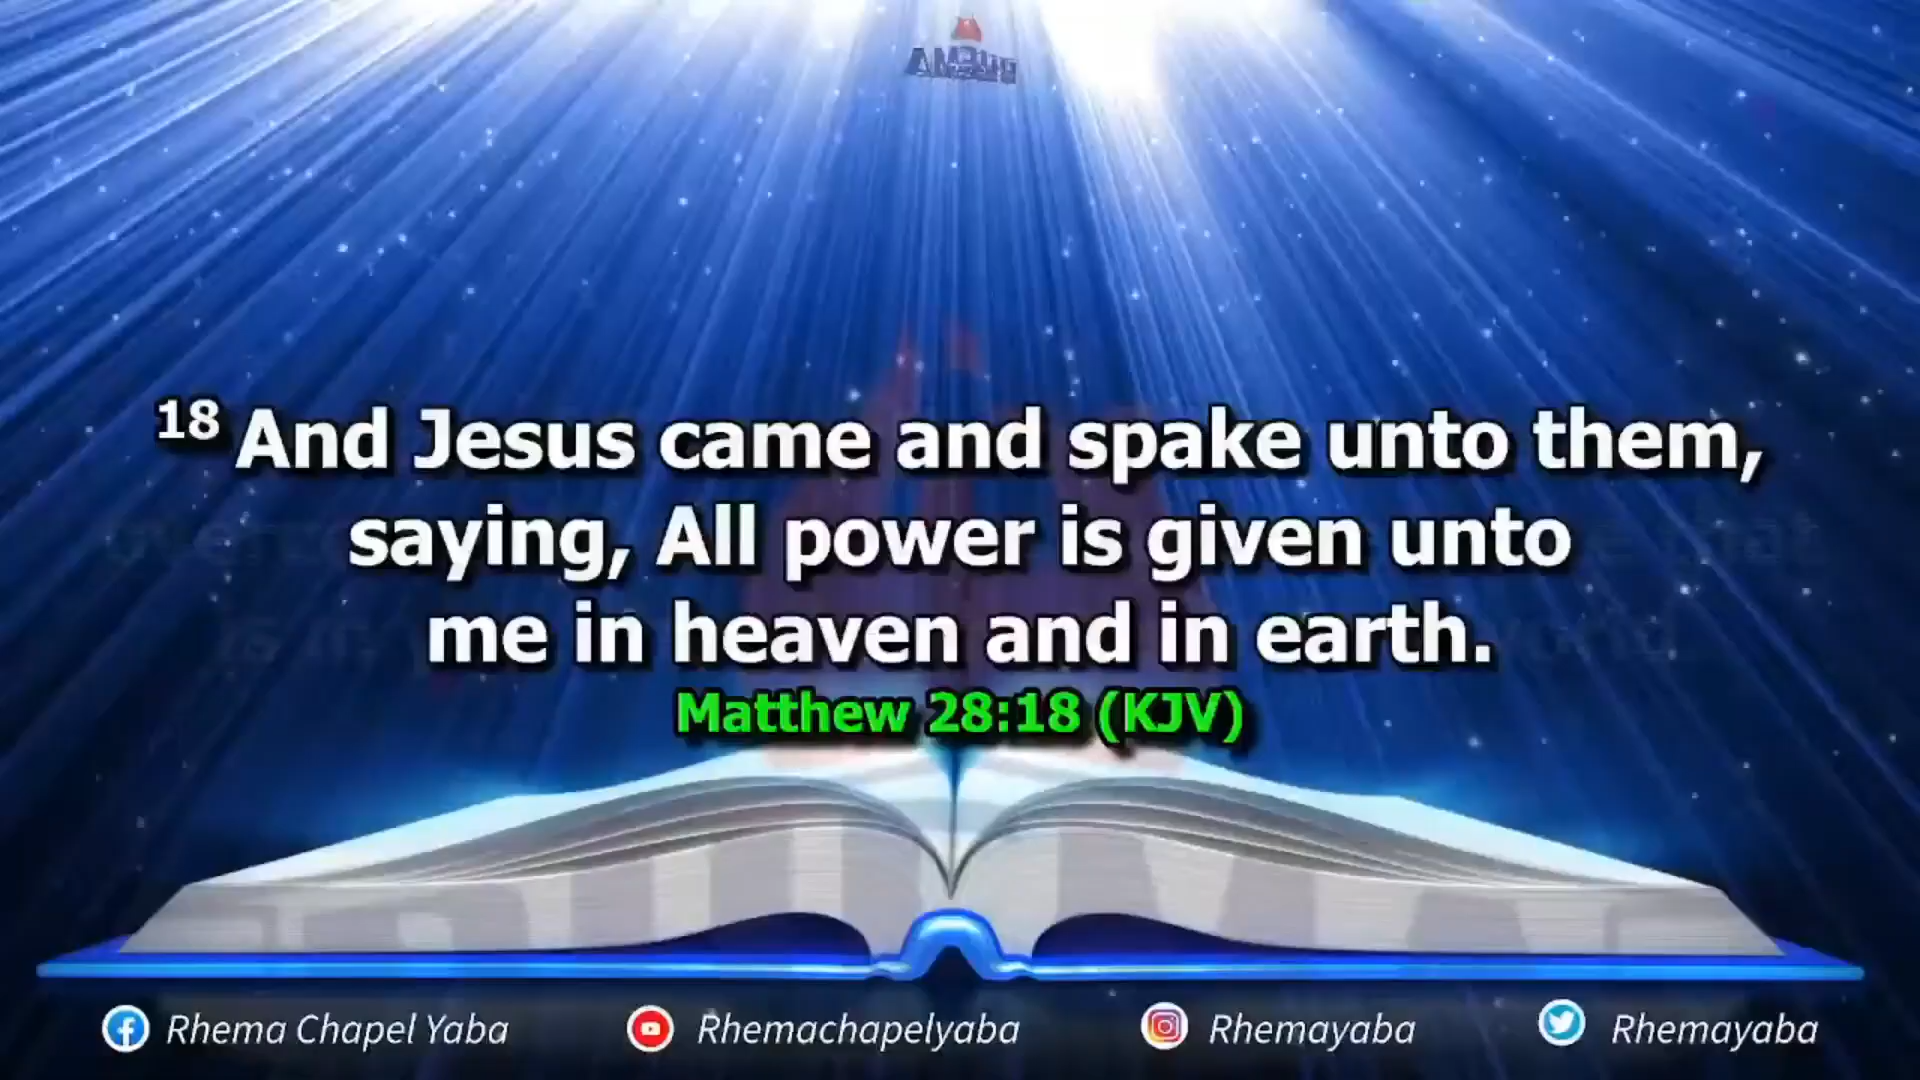 RHEMA
18 And Jesus came and spake unto them,
saying, All power is given unto
me in heaven and in earth.
Matthew 28:18 (KJV)
Rhema Chapel Yaba
Rhemachapelyaba
Rhemayaba
Rhemayaba